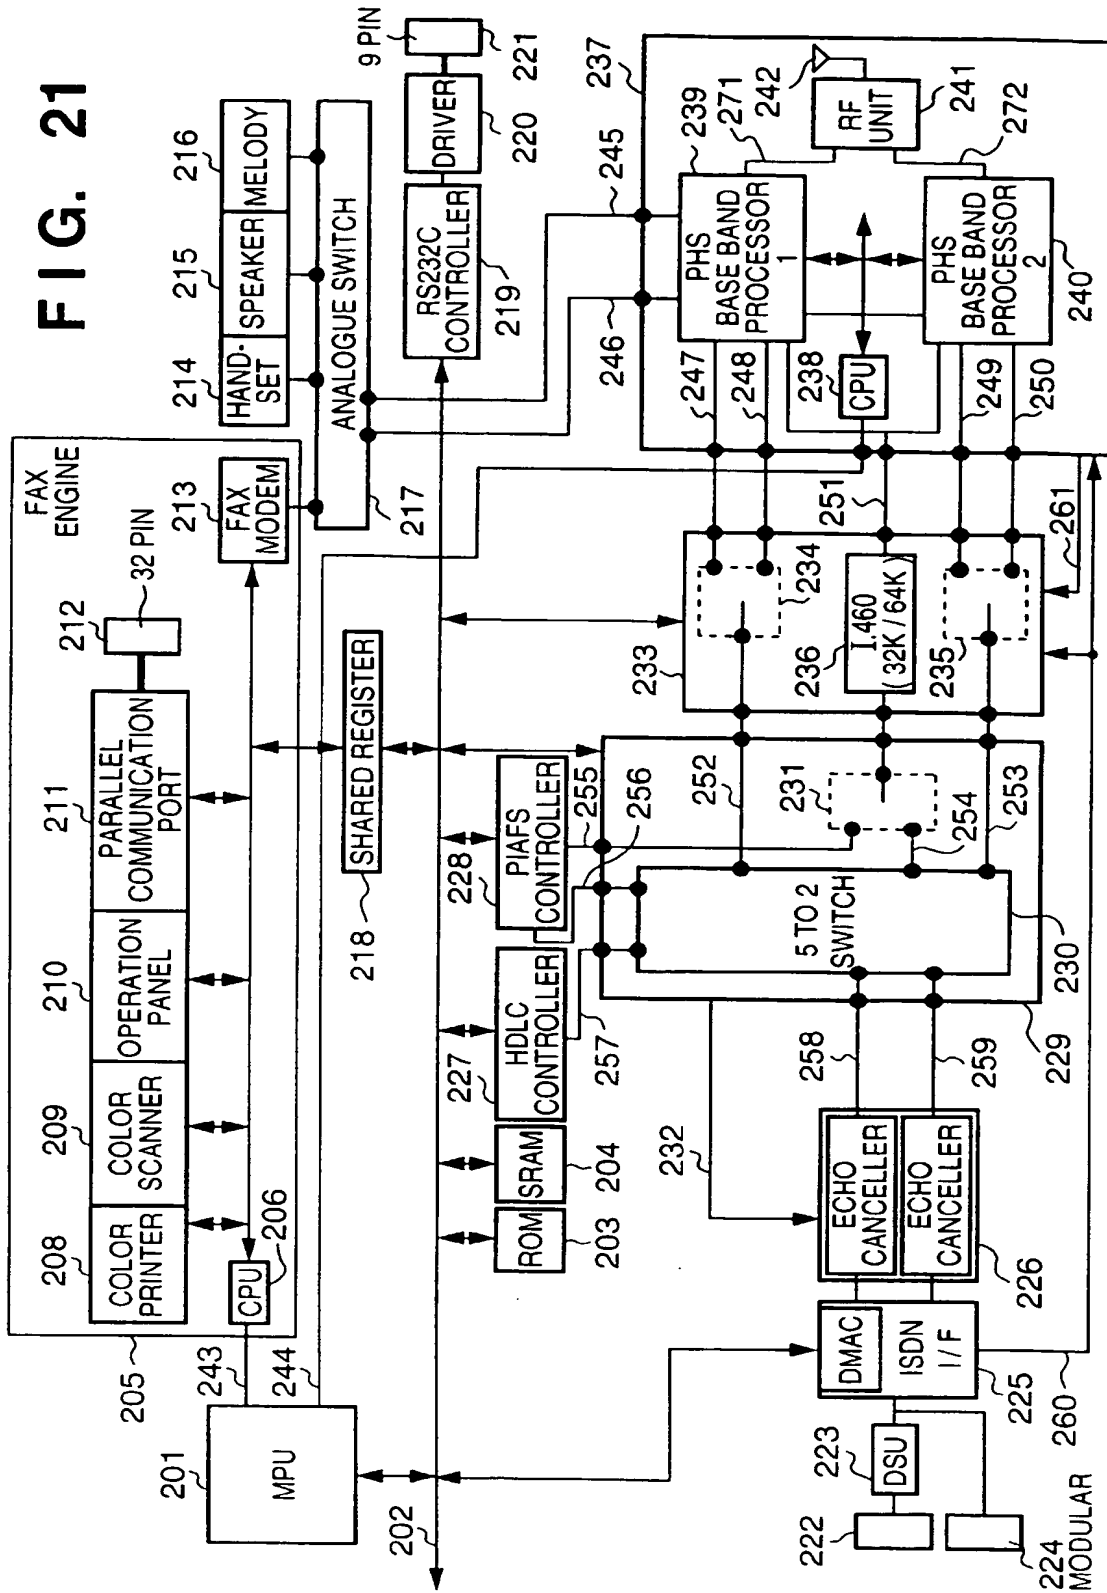 FIG. 21
FAX
ENGINE
205
208
COLOR
PRINTER
209
COLOR
SCANNER
210
OPERATION
PANEL
211
PARALLEL
COMMUNICATION
PORT
212
32 PIN
CPU
206
213
FAX
MODEM
214
HAND-
SET
215
SPEAKER
216
MELODY
ANALOGUE SWITCH
217
201
MPU
243
244
202
SHARED REGISTER
218
RS232C
CONTROLLER
219
DRIVER
220
9 PIN
221
ROM
203
SRAM
204
227
HDLC
CONTROLLER
257
228
PIAFS
CONTROLLER
255
256
245
246
237
232
252
231
254
253
5 TO 2
SWITCH
230
229
233
234
236
I.460
(32K / 64K)
235
251
261
247
248
238
CPU
249
250
PHS
BASE BAND
PROCESSOR
1
239
271
242
RF
UNIT
241
272
PHS
BASE BAND
PROCESSOR
2
240
258
259
ECHO
CANCELLER
ECHO
CANCELLER
226
DMAC
ISDN
I/F
225
260
223
DSU
222
224
MODULAR